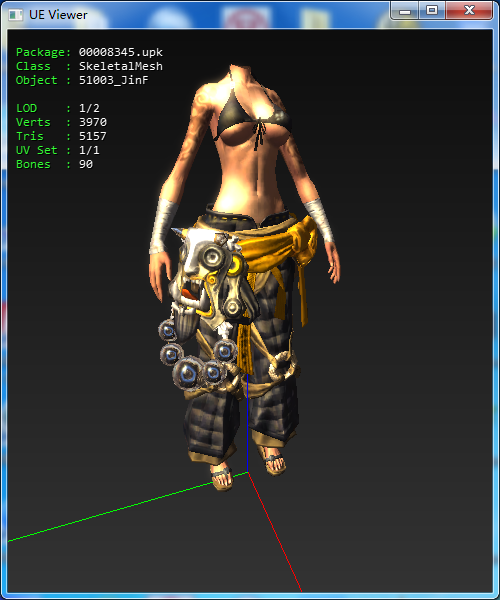 UE Viewer
Package: 00008345.upk
Class : SkeletalMesh
Object : 51003_JinF
LOD : 1/2
Verts : 3970
Tris : 5157
UV Set : 1/1
Bones : 90